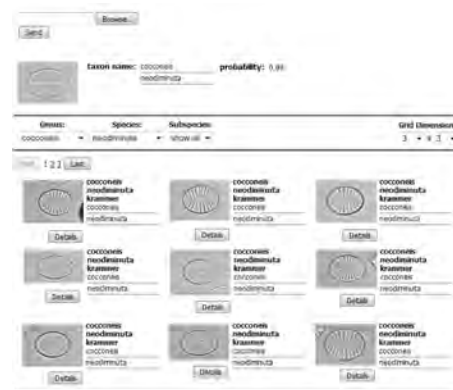 Browse...
Send
taxon name: cocconeis probability: 0.99
neodiminuta
Genus: Species: Subspecies: Grid Dimension
cocconeis neodiminuta show all 3 x 3
1 2 3 Last
cocconeis neodiminuta krammer cocconeis neodiminuta Details
cocconeis neodiminuta krammer cocconeis neodiminuta Details
cocconeis neodiminuta krammer cocconeis neodiminuta Details
cocconeis neodiminuta krammer cocconeis neodiminuta Details
cocconeis neodiminuta krammer cocconeis neodiminuta Details
cocconeis neodiminuta krammer cocconeis neodiminuta Details
cocconeis neodiminuta krammer cocconeis neodiminuta Details
cocconeis neodiminuta krammer cocconeis neodiminuta Details
cocconeis neodiminuta krammer cocconeis neodiminuta Details